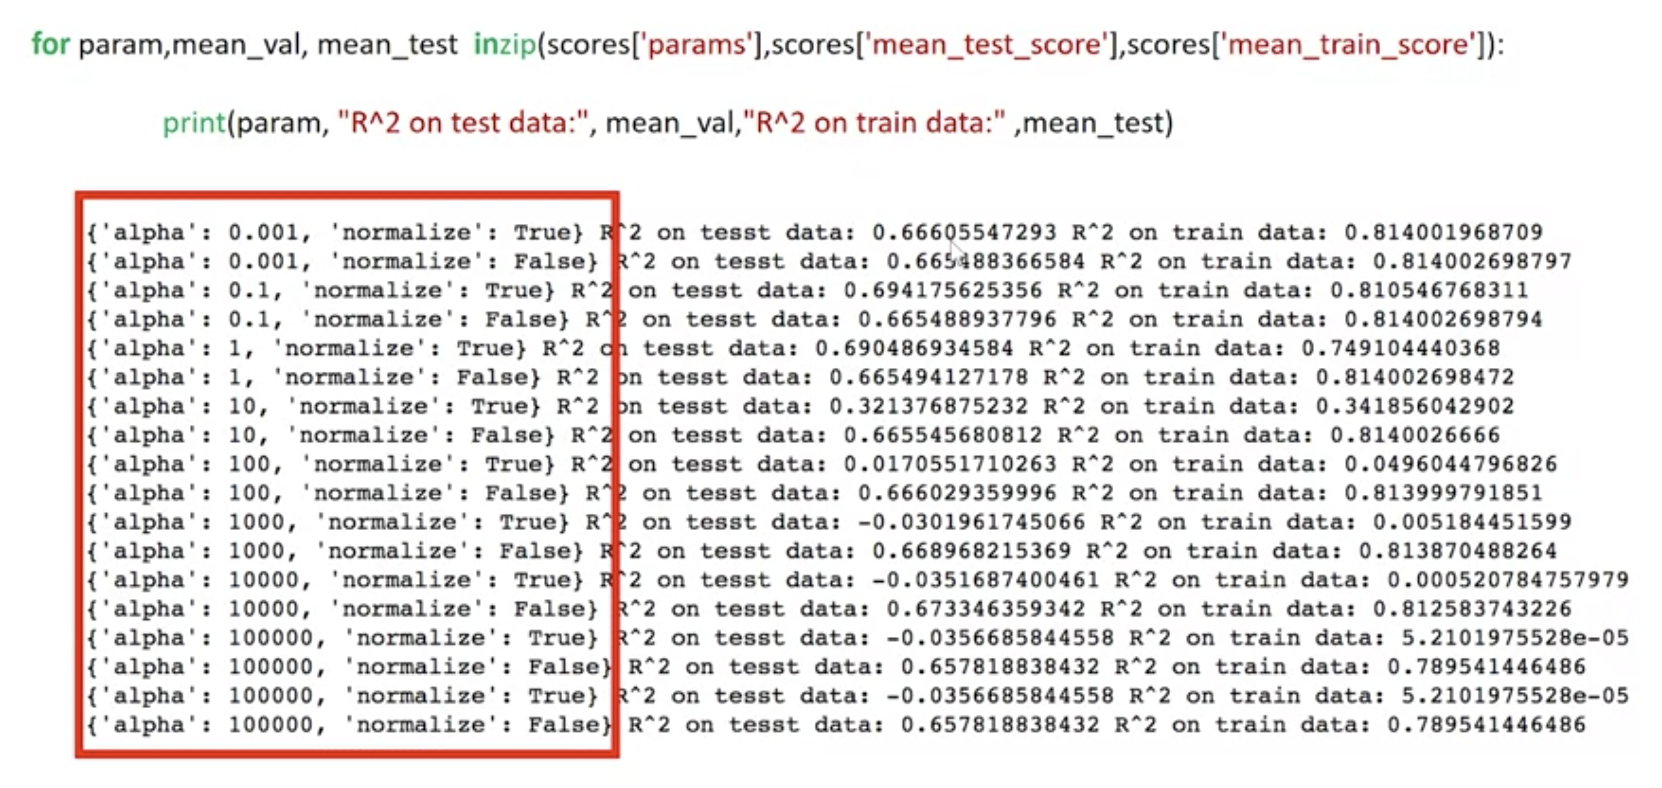 for param,mean_val, mean_test inzip(scores['params'],scores['mean_test_score'],scores['mean_train_score']):
print(param, "R^2 on test data:", mean_val,"R^2 on train data:" ,mean_test)
{'alpha': 0.001, 'normalize': True} R^2 on tesst data: 0.66605547293 R^2 on train data: 0.814001968709
{'alpha': 0.001, 'normalize': False} R^2 on tesst data: 0.665488366584 R^2 on train data: 0.814002698797
{'alpha': 0.1, 'normalize': True} R^2 on tesst data: 0.694175625356 R^2 on train data: 0.810546768311
{'alpha': 0.1, 'normalize': False} R^2 on tesst data: 0.665488937796 R^2 on train data: 0.814002698794
{'alpha': 1, 'normalize': True} R^2 on tesst data: 0.690486934584 R^2 on train data: 0.749104440368
{'alpha': 1, 'normalize': False} R^2 on tesst data: 0.665494127178 R^2 on train data: 0.814002698472
{'alpha': 10, 'normalize': True} R^2 on tesst data: 0.321376875232 R^2 on train data: 0.341856042902
{'alpha': 10, 'normalize': False} R^2 on tesst data: 0.665545680812 R^2 on train data: 0.8140026666
{'alpha': 100, 'normalize': True} R^2 on tesst data: 0.0170551710263 R^2 on train data: 0.0496044796826
{'alpha': 100, 'normalize': False} R^2 on tesst data: 0.666029359996 R^2 on train data: 0.813999791851
{'alpha': 1000, 'normalize': True} R^2 on tesst data: -0.0301961745066 R^2 on train data: 0.005184451599
{'alpha': 1000, 'normalize': False} R^2 on tesst data: 0.668968215369 R^2 on train data: 0.813870488264
{'alpha': 10000, 'normalize': True} R^2 on tesst data: -0.0351687400461 R^2 on train data: 0.000520784757979
{'alpha': 10000, 'normalize': False} R^2 on tesst data: 0.673346359342 R^2 on train data: 0.812583743226
{'alpha': 100000, 'normalize': True} R^2 on tesst data: -0.0356685844558 R^2 on train data: 5.2101975528e-05
{'alpha': 100000, 'normalize': False} R^2 on tesst data: 0.657818838432 R^2 on train data: 0.789541446486
{'alpha': 100000, 'normalize': True} R^2 on tesst data: -0.0356685844558 R^2 on train data: 5.2101975528e-05
{'alpha': 100000, 'normalize': False} R^2 on tesst data: 0.657818838432 R^2 on train data: 0.789541446486